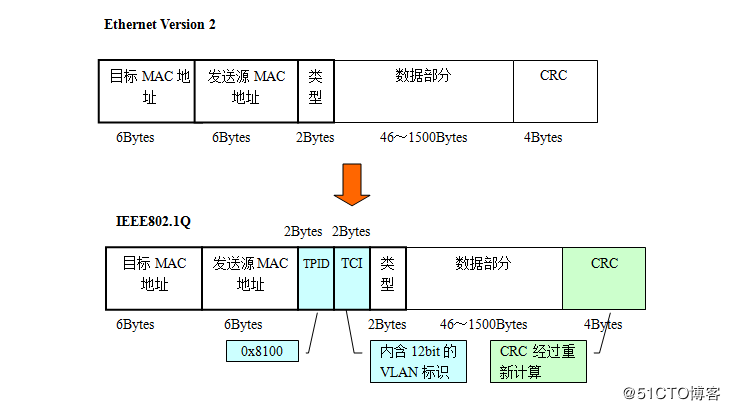 Ethernet Version 2
目标 MAC 地
址
发送源 MAC
地址
类
型
数据部分
CRC
6Bytes
6Bytes
2Bytes
46～1500Bytes
4Bytes
IEEE802.1Q
2Bytes
2Bytes
目标 MAC
地址
发送源 MAC
地址
TPID
TCI
类
型
数据部分
CRC
6Bytes
6Bytes
2Bytes
46～1500Bytes
4Bytes
0x8100
内含 12bit 的
VLAN 标识
CRC 经过重
新计算
@51CTO博客